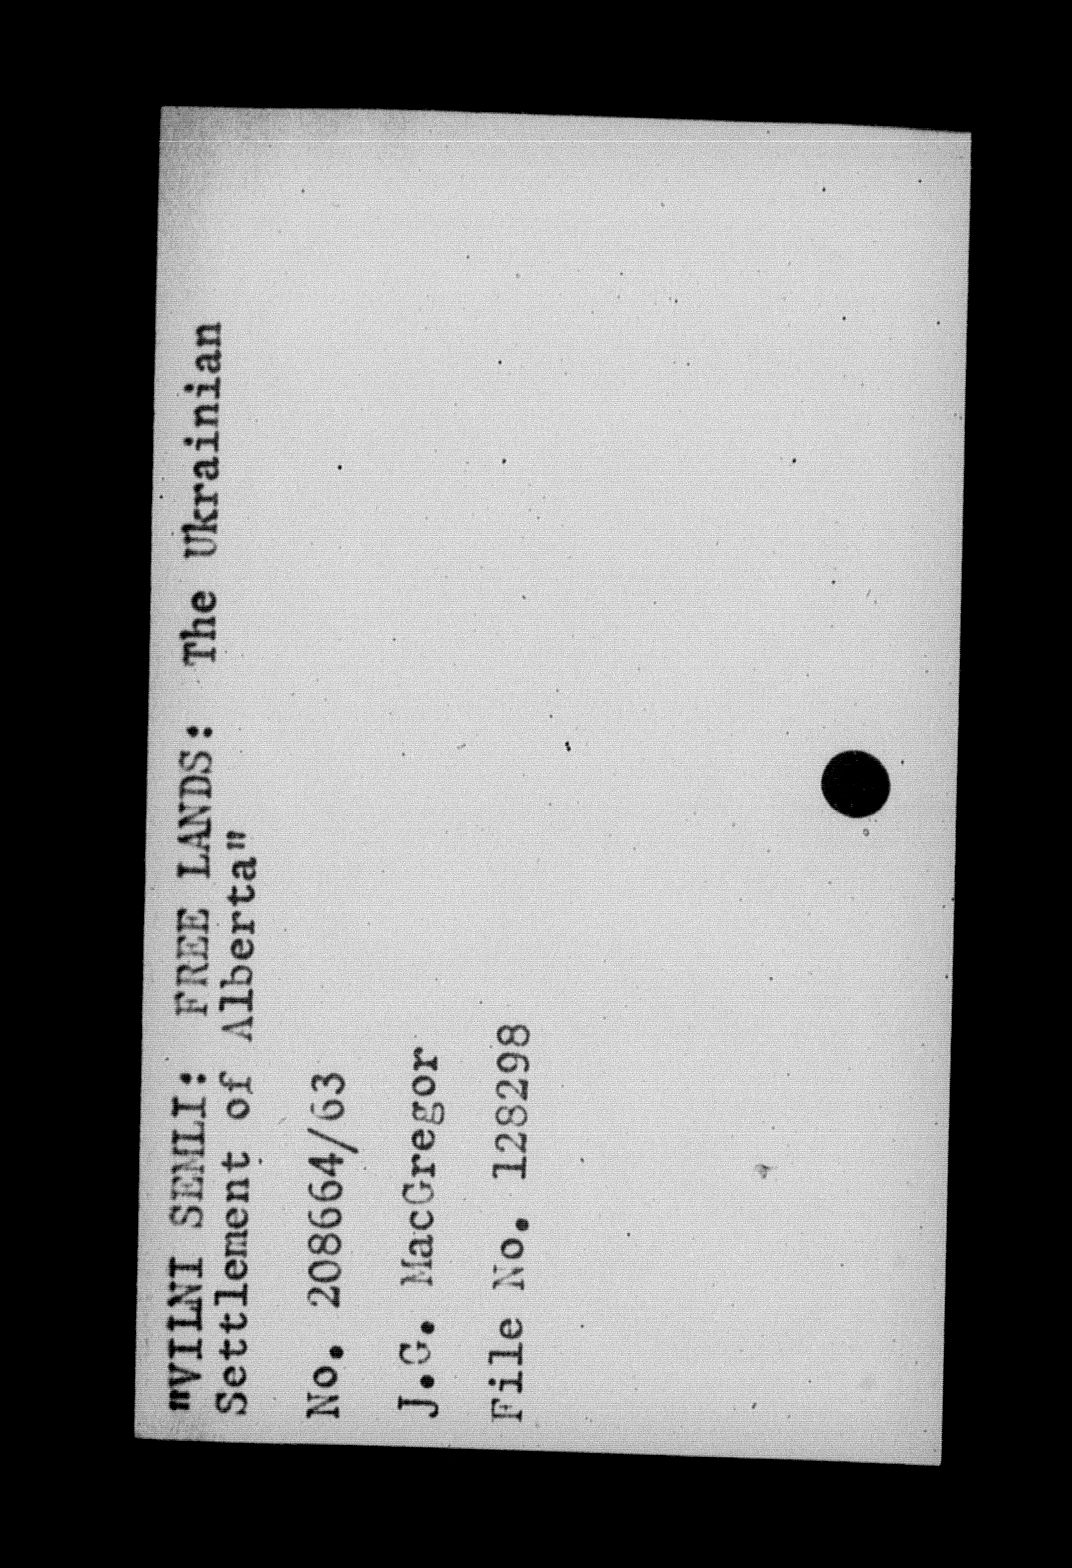 "VILNI SEMLI: FREE LANDS: The Ukrainian
Settlement of Alberta"
No. 208664/63
J.G. MacGregor
File No. 128298